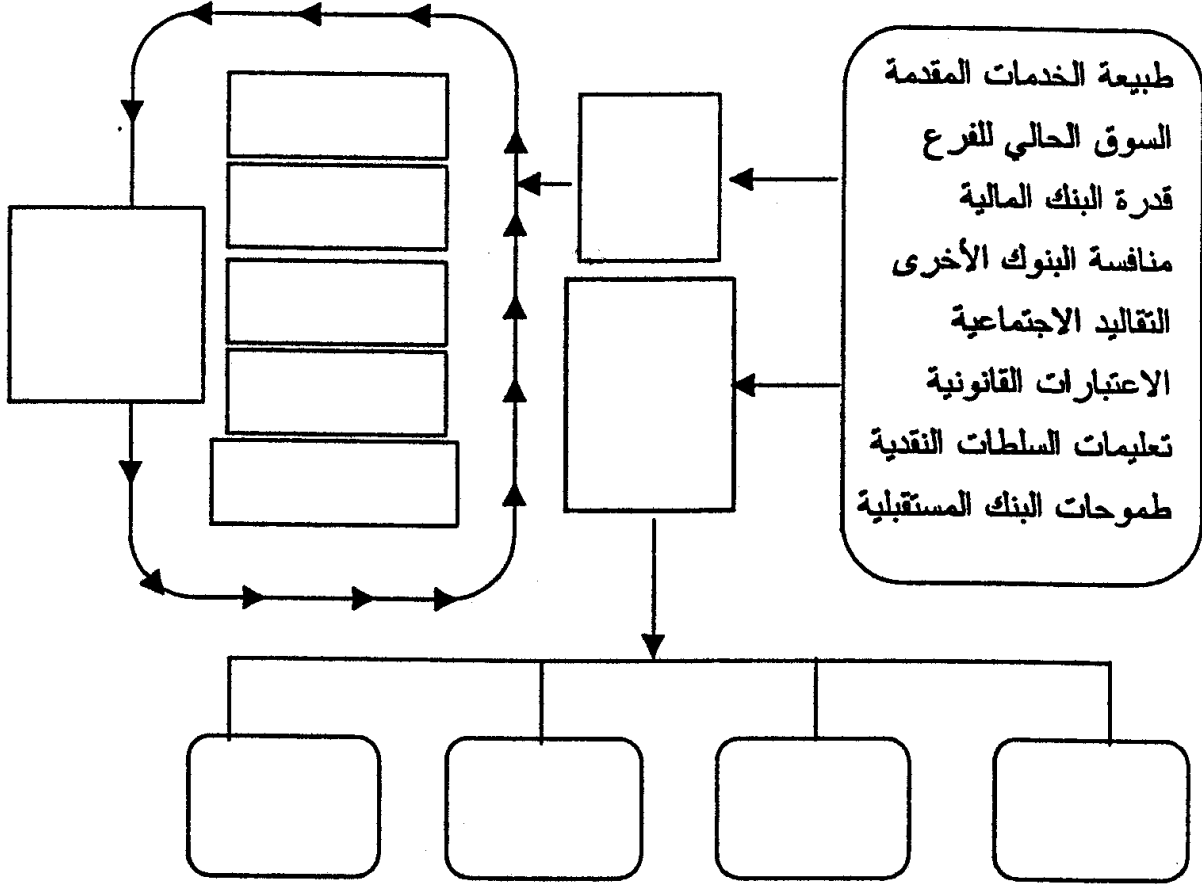 طبيعة الخدمات المقدمة
السوق الحالي للفرع
قدرة البنك المالية
منافسة البنوك الأخرى
التقاليد الاجتماعية
الاعتبارات القانونية
تعليمات السلطات النقدية
طموحات البنك المستقبلية